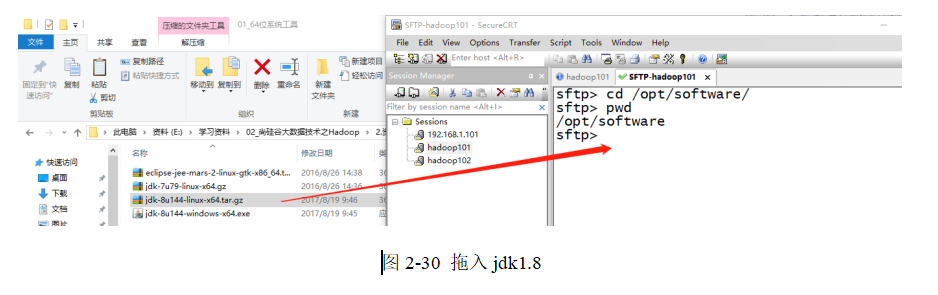 压缩的文件夹工具 01_64位系统工具
文件 主页 共享 查看 解压缩
固定到"快速访问" 复制 粘贴 复制路径 粘贴快捷方式 剪切
移动到 复制到 删除 重命名 新建文件夹 新建项目 轻松访问
剪贴板 组织 新建
此电脑 > 资料 (E:) > 学习资料 > 02_尚硅谷大数据技术之Hadoop > 2.
名称 修改日期
快速访问
桌面
下载
文档
图片
eclipse-jee-mars-2-linux-gtk-x86_64.t... 2016/8/26 14:38 36
jdk-7u79-linux-x64.gz 2016/8/26 14:36 36
jdk-8u144-linux-x64.tar.gz 2017/8/19 9:46 36
jdk-8u144-windows-x64.exe 2017/8/19 9:45 应
SFTP-hadoop101 - SecureCRT
File Edit View Options Transfer Script Tools Window Help
Enter host <Alt+R>
Session Manager
Filter by session name <Alt+I>
Sessions
192.168.1.101
hadoop101
hadoop102
hadoop101 SFTP-hadoop101
sftp> cd /opt/software/
sftp> pwd
/opt/software
sftp>
图 2-30 拖入 jdk1.8